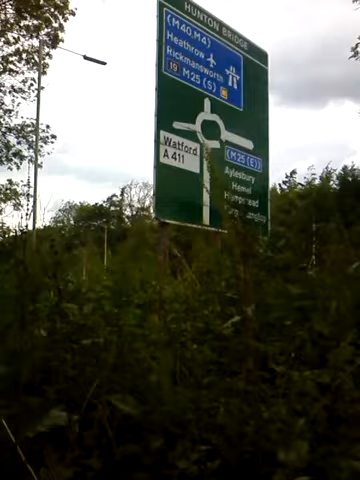 HUNTON BRIDGE
(M40, M4)
Heathrow
Rickmansworth
19 M25 (S)
Watford
A 411
(M25 (E))
Aylesbury
Hemel
Hempstead